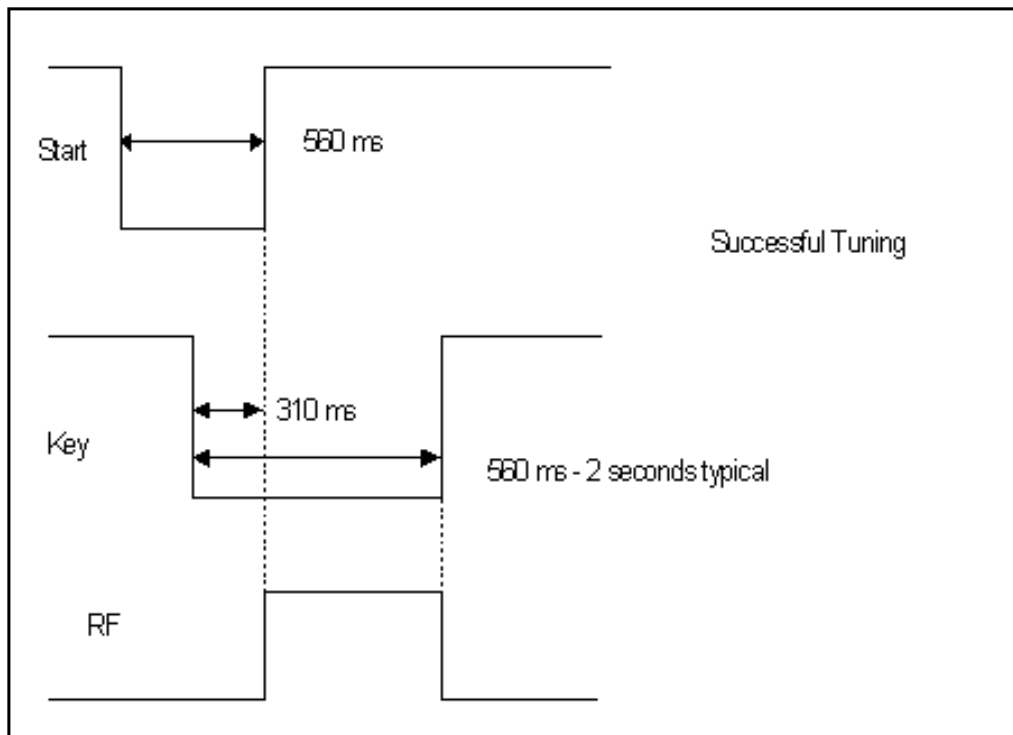 Start
560 ms
Successful Tuning
310 ms
Key
560 ms - 2 seconds typical
RF